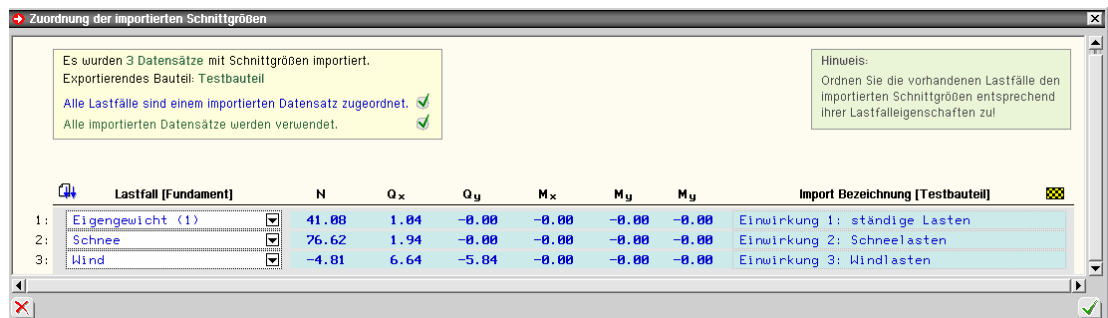 Zuordnung der importierten Schnittgrößen
Es wurden 3 Datensätze mit Schnittgrößen importiert.
Exportierendes Bauteil: Testbauteil
Alle Lastfälle sind einem importierten Datensatz zugeordnet.
Alle importierten Datensätze werden verwendet.
Hinweis:
Ordnen Sie die vorhandenen Lastfälle den
importierten Schnittgrößen entsprechend
ihrer Lastfalleigenschaften zu!
Lastfall [Fundament] N Qx Qy Mx My My Import Bezeichnung [Testbauteil]
1: Eigengewicht (1) 41.08 1.04 -0.00 -0.00 -0.00 -0.00 Einwirkung 1: ständige Lasten
2: Schnee 76.62 1.94 -0.00 -0.00 -0.00 -0.00 Einwirkung 2: Schneelasten
3: Wind -4.81 6.64 -5.84 -0.00 -0.00 -0.00 Einwirkung 3: Windlasten